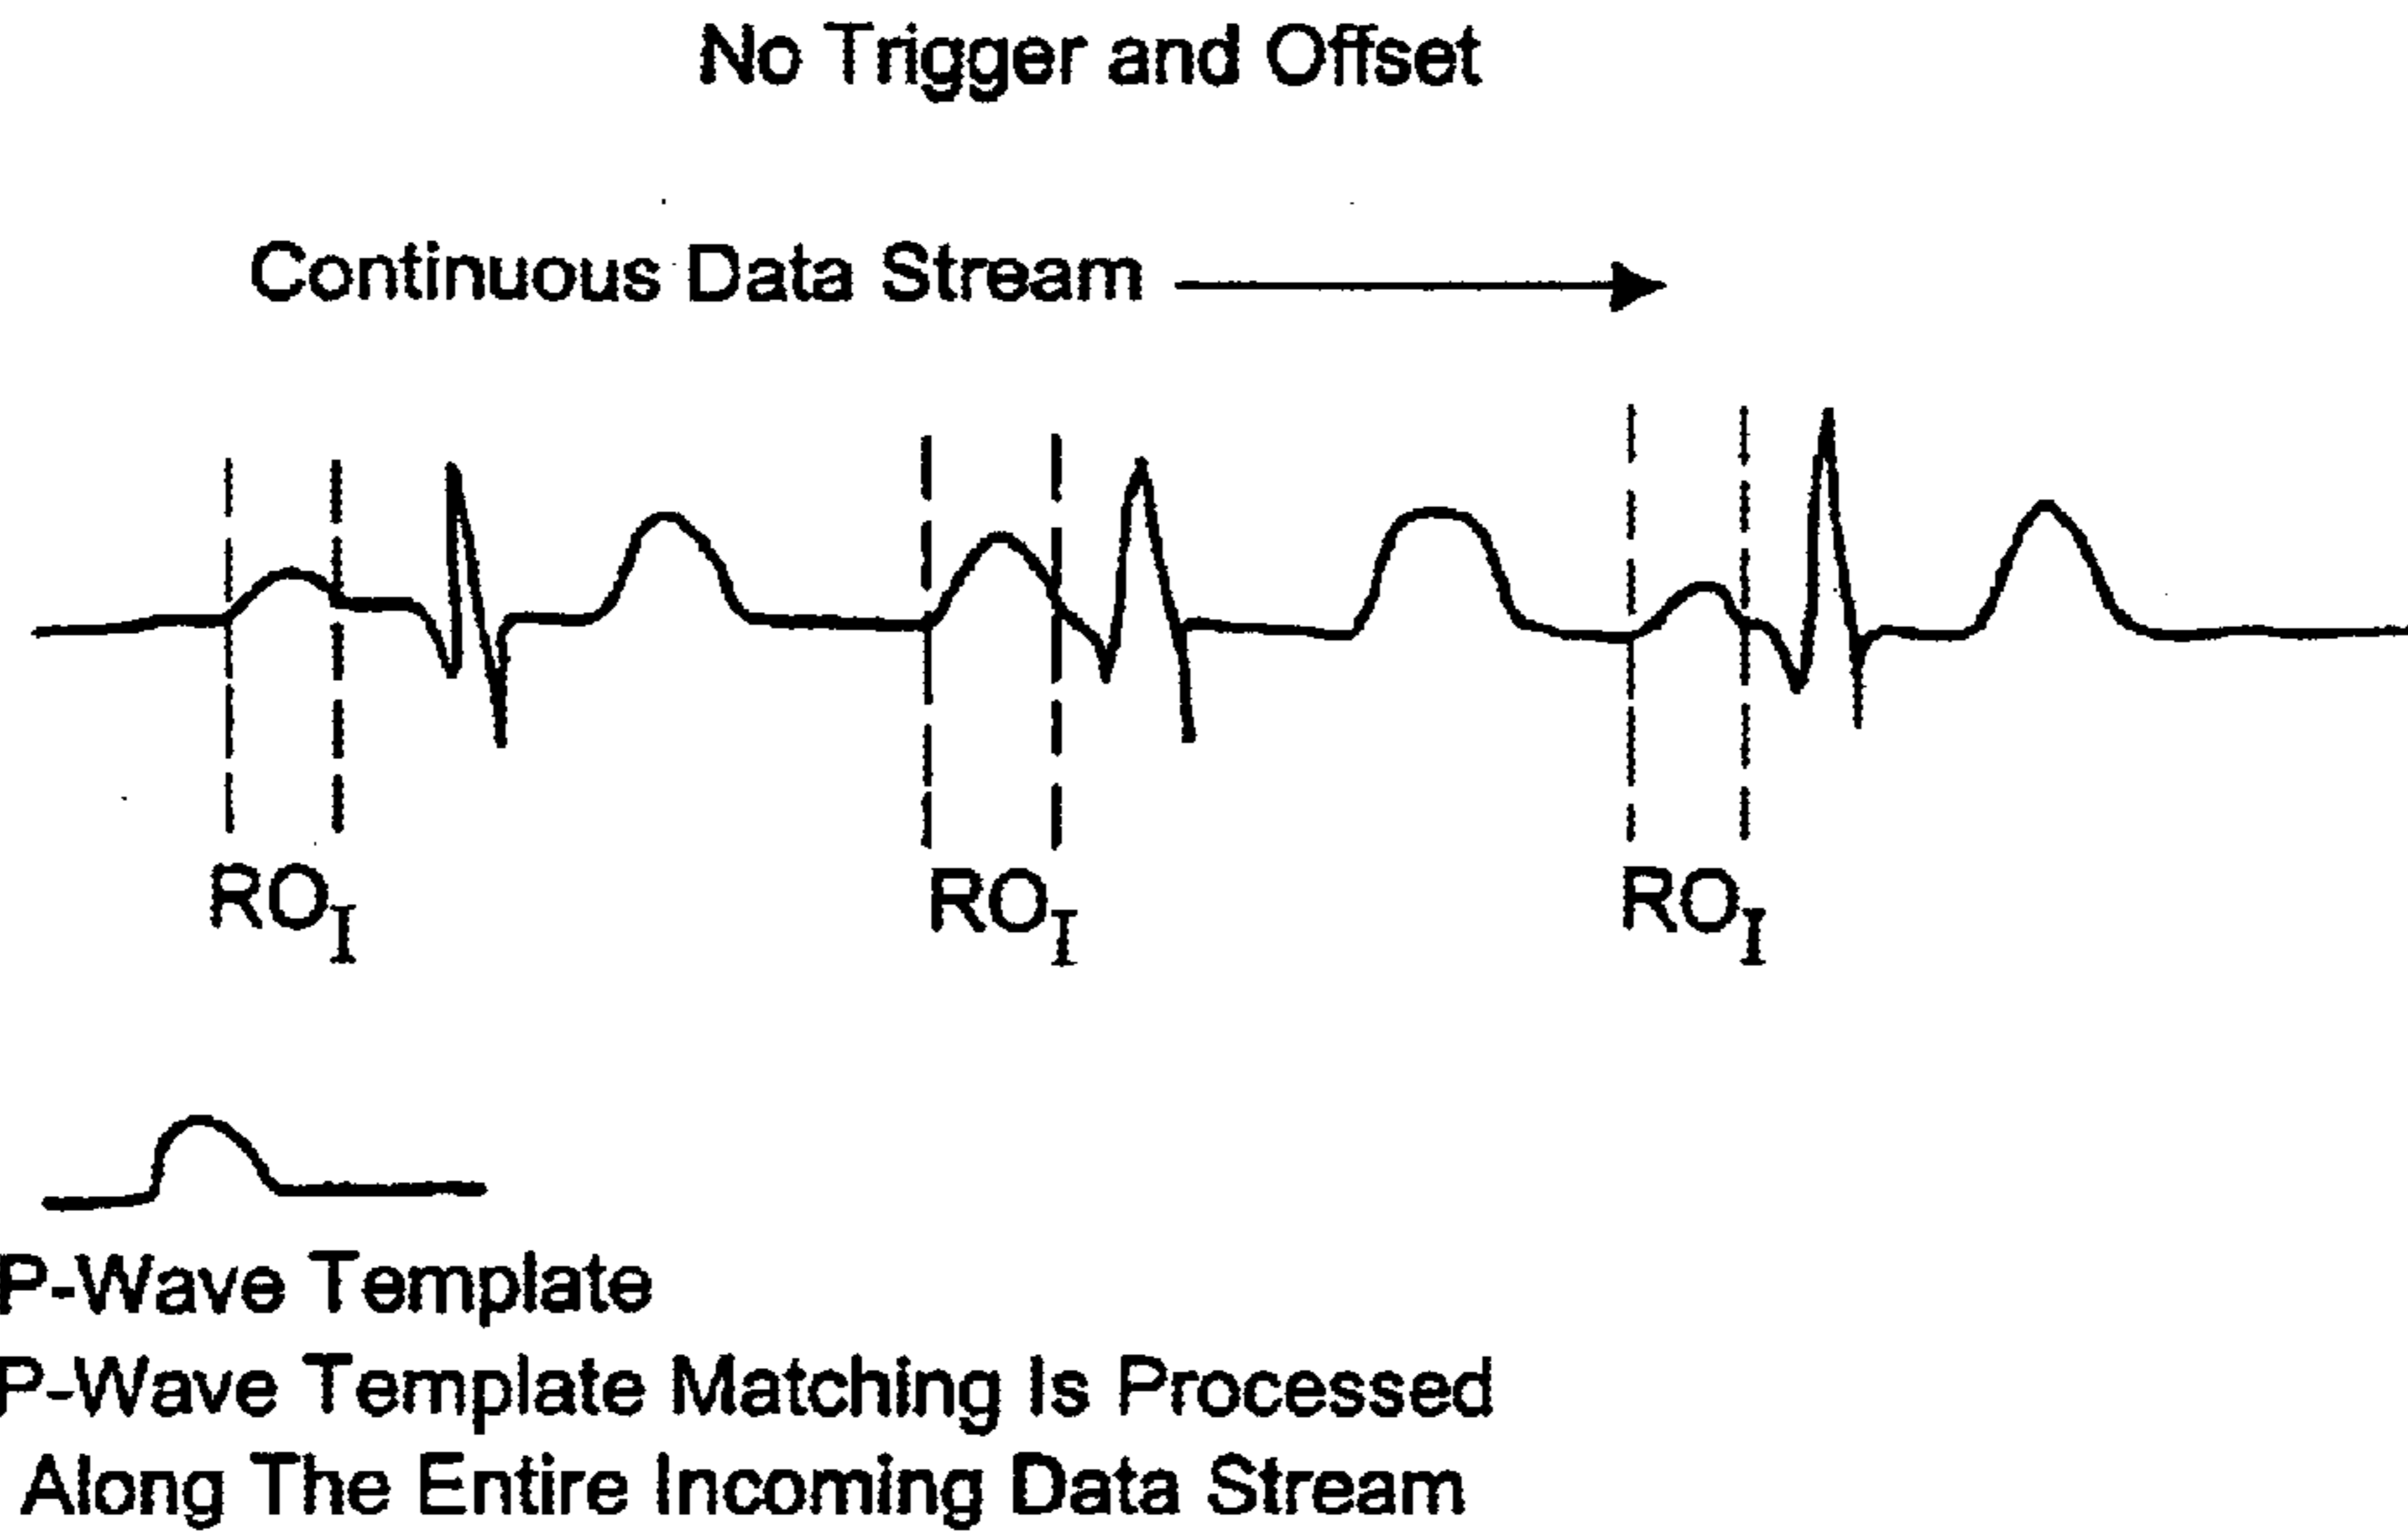 No Trigger and Offset
Continuous Data Stream
ROI ROI ROI
P-Wave Template
P-Wave Template Matching Is Processed
Along The Entire Incoming Data Stream